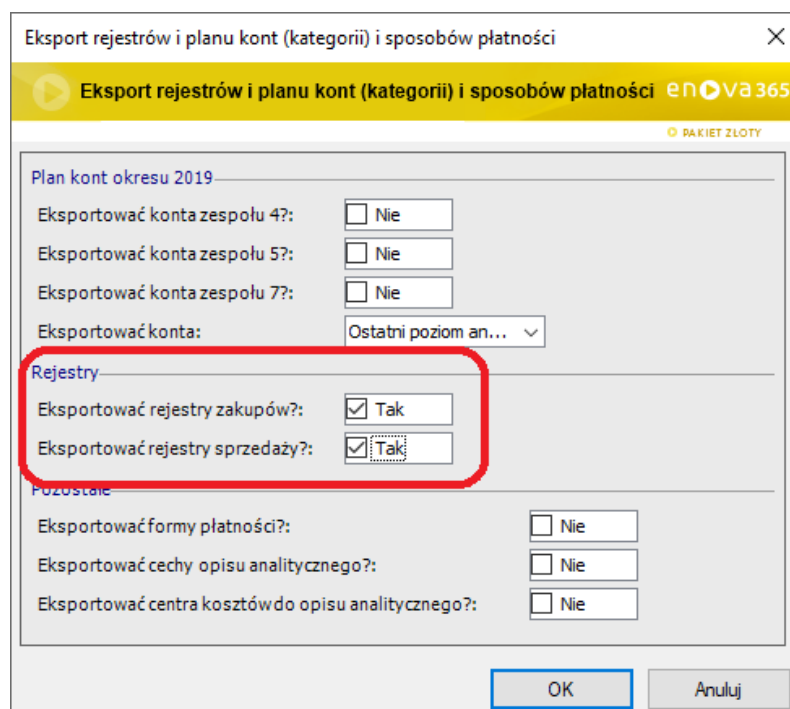 Eksport rejestrów i planu kont (kategorii) i sposobów płatności
Eksport rejestrów i planu kont (kategorii) i sposobów płatności enova365
PAKIET ZŁOTY
Plan kont okresu 2019
Eksportować konta zespołu 4?: Nie
Eksportować konta zespołu 5?: Nie
Eksportować konta zespołu 7?: Nie
Eksportować konta: Ostatni poziom an...
Rejestry
Eksportować rejestry zakupów?: Tak
Eksportować rejestry sprzedaży?: Tak
Pozostałe
Eksportować formy płatności?: Nie
Eksportować cechy opisu analitycznego?: Nie
Eksportować centra kosztów do opisu analitycznego?: Nie
OK Anuluj